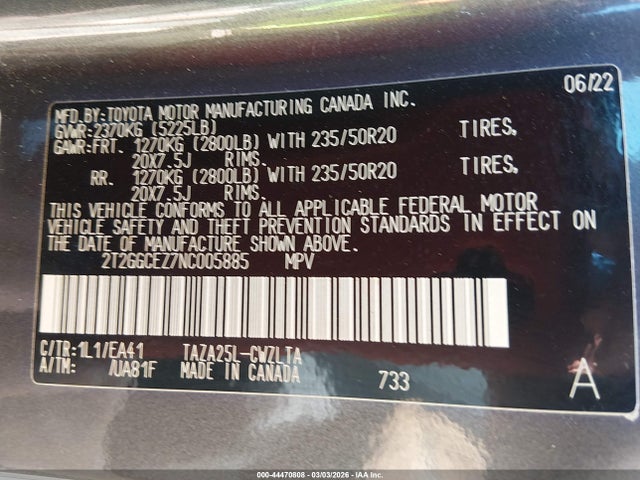 06/22
MFD.BY:TOYOTA MOTOR MANUFACTURING CANADA INC.
GVWR:2370KG (5225LB)
GAWR:FRT. 1270KG (2800LB) WITH 235/50R20 TIRES,
20X7.5J RIMS.
RR. 1270KG (2800LB) WITH 235/50R20 TIRES,
20X7.5J RIMS.
THIS VEHICLE CONFORMS TO ALL APPLICABLE FEDERAL MOTOR
VEHICLE SAFETY AND THEFT PREVENTION STANDARDS IN EFFECT ON
THE DATE OF MANUFACTURE SHOWN ABOVE.
2T2GGCEZ7NC005885 MPV
C/TR:1L1/EA41 TAZA25L-CWZLTA
A/TM: /UA81F MADE IN CANADA 733 A
000-44470808 - 03/03/2026 - IAA Inc.